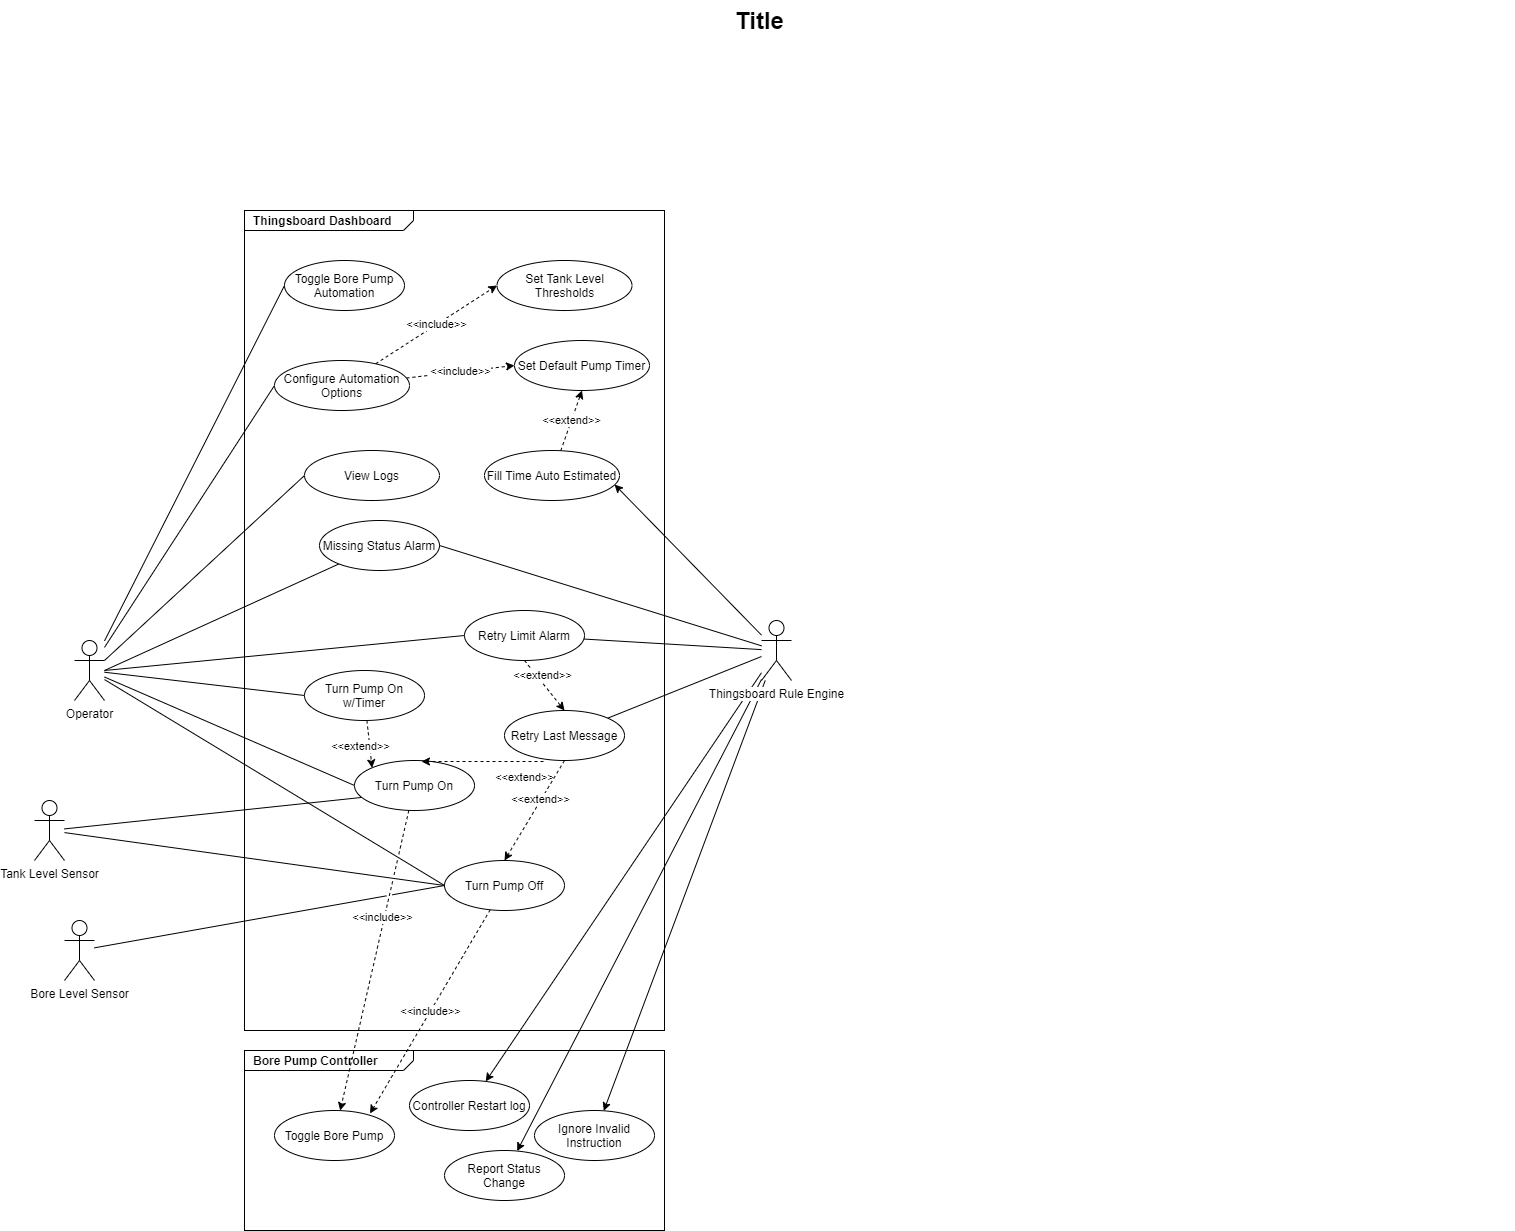 Title
Thingsboard Dashboard
Toggle Bore Pump
Automation
Set Tank Level
Thresholds
<<include>>
Set Default Pump Timer
<<include>>
Configure Automation
Options
<<extend>>
View Logs
Fill Time Auto Estimated
Missing Status Alarm
Retry Limit Alarm
<<extend>>
Turn Pump On
w/Timer
Thingsboard Rule Engine
Operator
Retry Last Message
<<extend>>
<<extend>>
Turn Pump On
<<extend>>
Tank Level Sensor
Turn Pump Off
<<include>>
Bore Level Sensor
<<include>>
Bore Pump Controller
Controller Restart log
Toggle Bore Pump
Ignore Invalid
Instruction
Report Status
Change